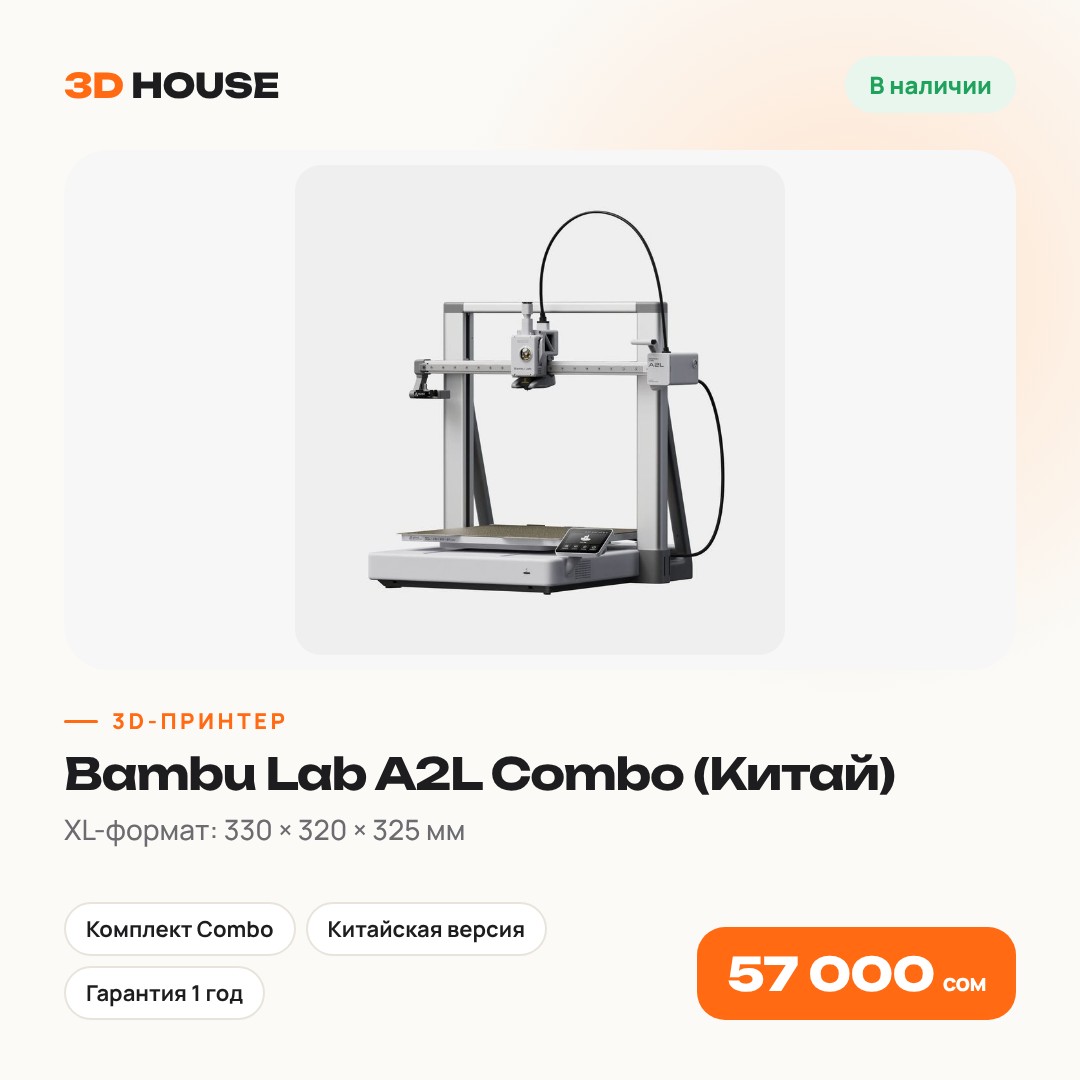 3D HOUSE
В наличии
A2L
— 3D-ПРИНТЕР
Bambu Lab A2L Combo (Китай)
XL-формат: 330 × 320 × 325 мм
Комплект Combo
Китайская версия
Гарантия 1 год
57 000 сом